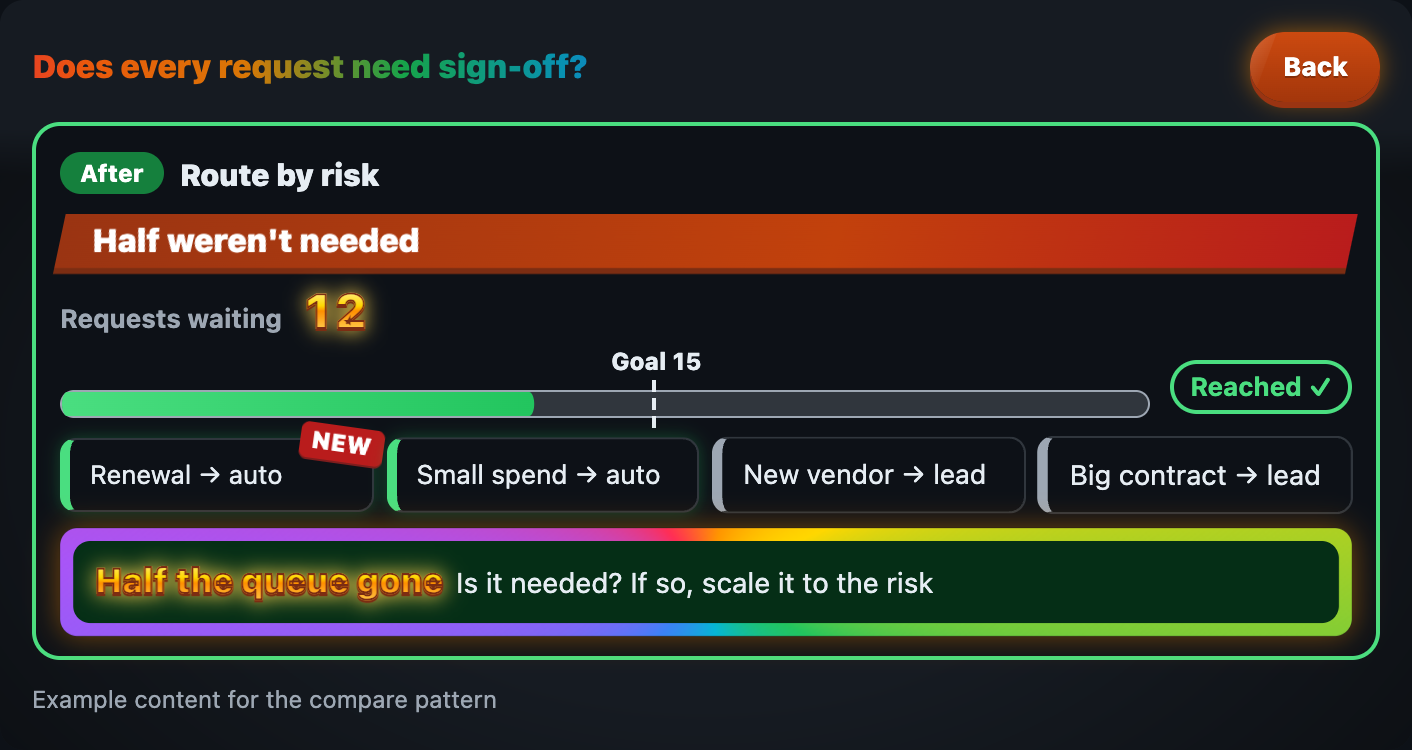 Does every request need sign-off?
Back
After
Route by risk
Half weren't needed
Requests waiting 12
Goal 15
Reached ✓
NEW
Renewal → auto
Small spend → auto
New vendor → lead
Big contract → lead
Half the queue gone Is it needed? If so, scale it to the risk
Example content for the compare pattern